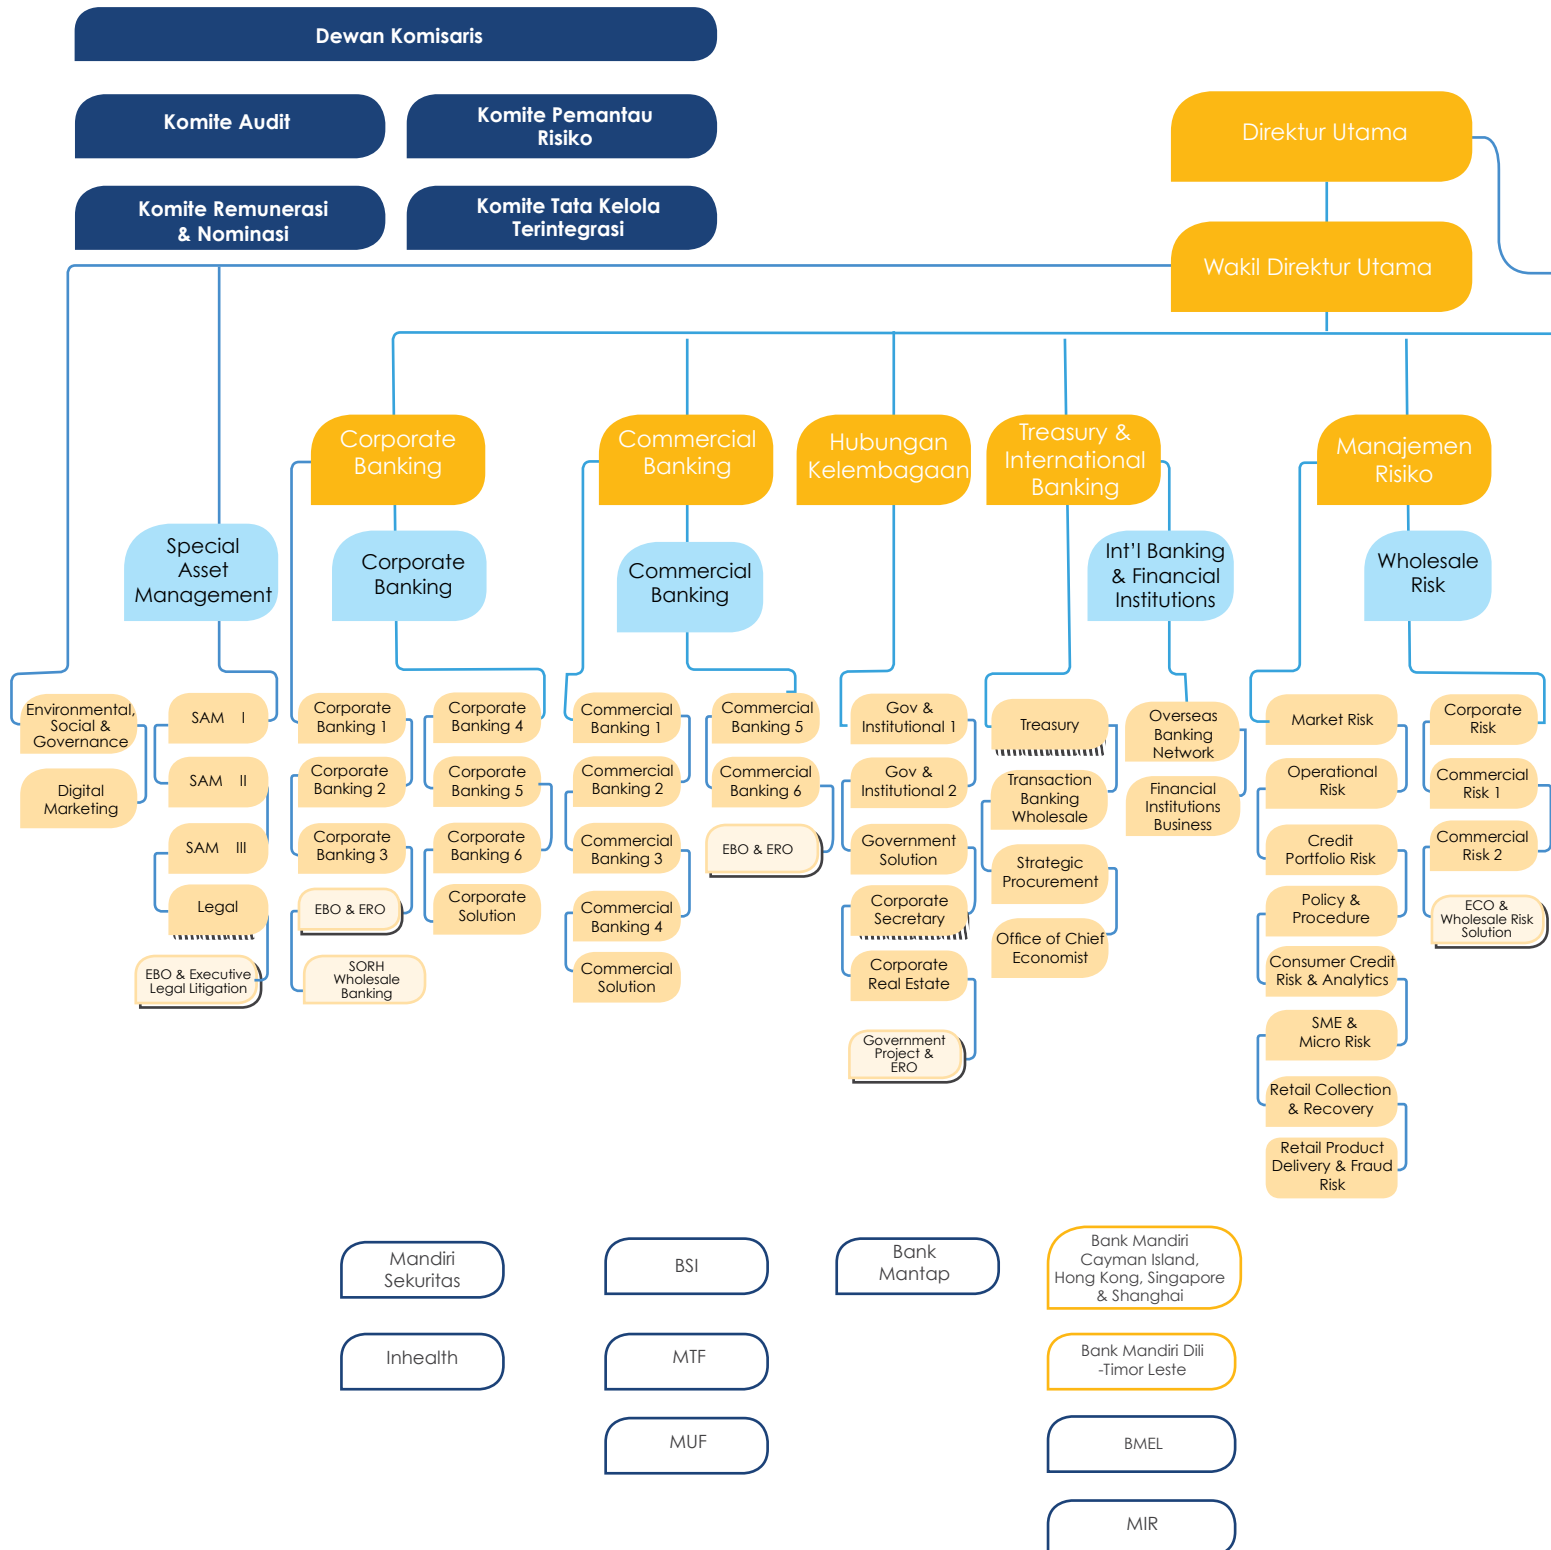 Dewan Komisaris
Komite Audit
Komite Pemantau
Risiko
Komite Remunerasi
& Nominasi
Komite Tata Kelola
Terintegrasi
Direktur Utama
Wakil Direktur Utama
Corporate
Banking
Commercial
Banking
Hubungan
Kelembagaan
Treasury &
International
Banking
Manajemen
Risiko
Special
Asset
Management
Corporate
Banking
Commercial
Banking
Int'l Banking
& Financial
Institutions
Wholesale
Risk
Environmental,
Social &
Governance
Digital
Marketing
SAM I
SAM II
SAM III
Legal
EBO & Executive
Legal Litigation
Corporate
Banking 1
Corporate
Banking 2
Corporate
Banking 3
EBO & ERO
SORH
Wholesale
Banking
Corporate
Banking 4
Corporate
Banking 5
Corporate
Banking 6
Corporate
Solution
Commercial
Banking 1
Commercial
Banking 2
Commercial
Banking 3
Commercial
Banking 4
Commercial
Solution
Commercial
Banking 5
Commercial
Banking 6
EBO & ERO
Gov &
Institutional 1
Gov &
Institutional 2
Government
Solution
Corporate
Secretary
Corporate
Real Estate
Government
Project &
ERO
Treasury
Transaction
Banking
Wholesale
Strategic
Procurement
Office of Chief
Economist
Overseas
Banking
Network
Financial
Institutions
Business
Market Risk
Operational
Risk
Credit
Portfolio Risk
Policy &
Procedure
Consumer Credit
Risk & Analytics
SME &
Micro Risk
Retail Collection
& Recovery
Retail Product
Delivery & Fraud
Risk
Corporate
Risk
Commercial
Risk 1
Commercial
Risk 2
ECO &
Wholesale Risk
Solution
Mandiri
Sekuritas
Inhealth
BSI
MTF
MUF
Bank
Mantap
Bank Mandiri
Cayman Island,
Hong Kong, Singapore
& Shanghai
Bank Mandiri Dili
-Timor Leste
BMEL
MIR